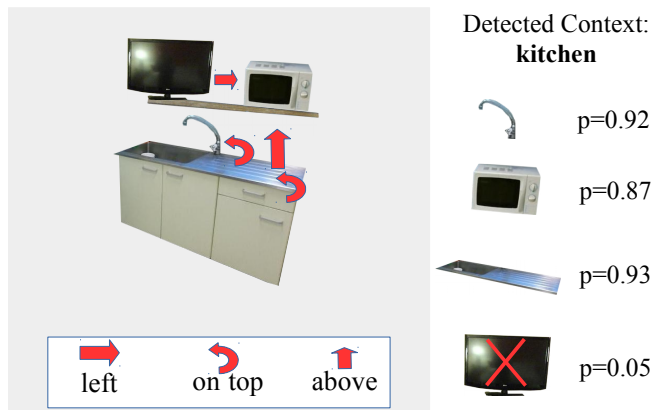 Detected Context:
kitchen
p=0.92
p=0.87
p=0.93
p=0.05
left
on top
above